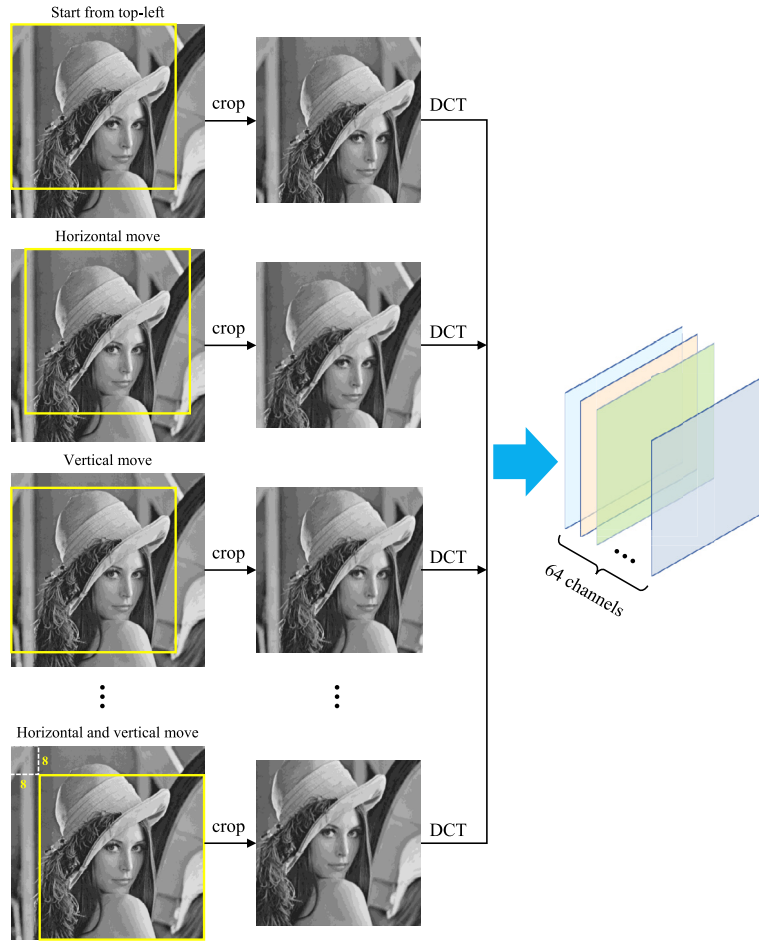 Start from top-left
crop
DCT
Horizontal move
crop
DCT
Vertical move
crop
DCT
64 channels
Horizontal and vertical move
8
8
crop
DCT